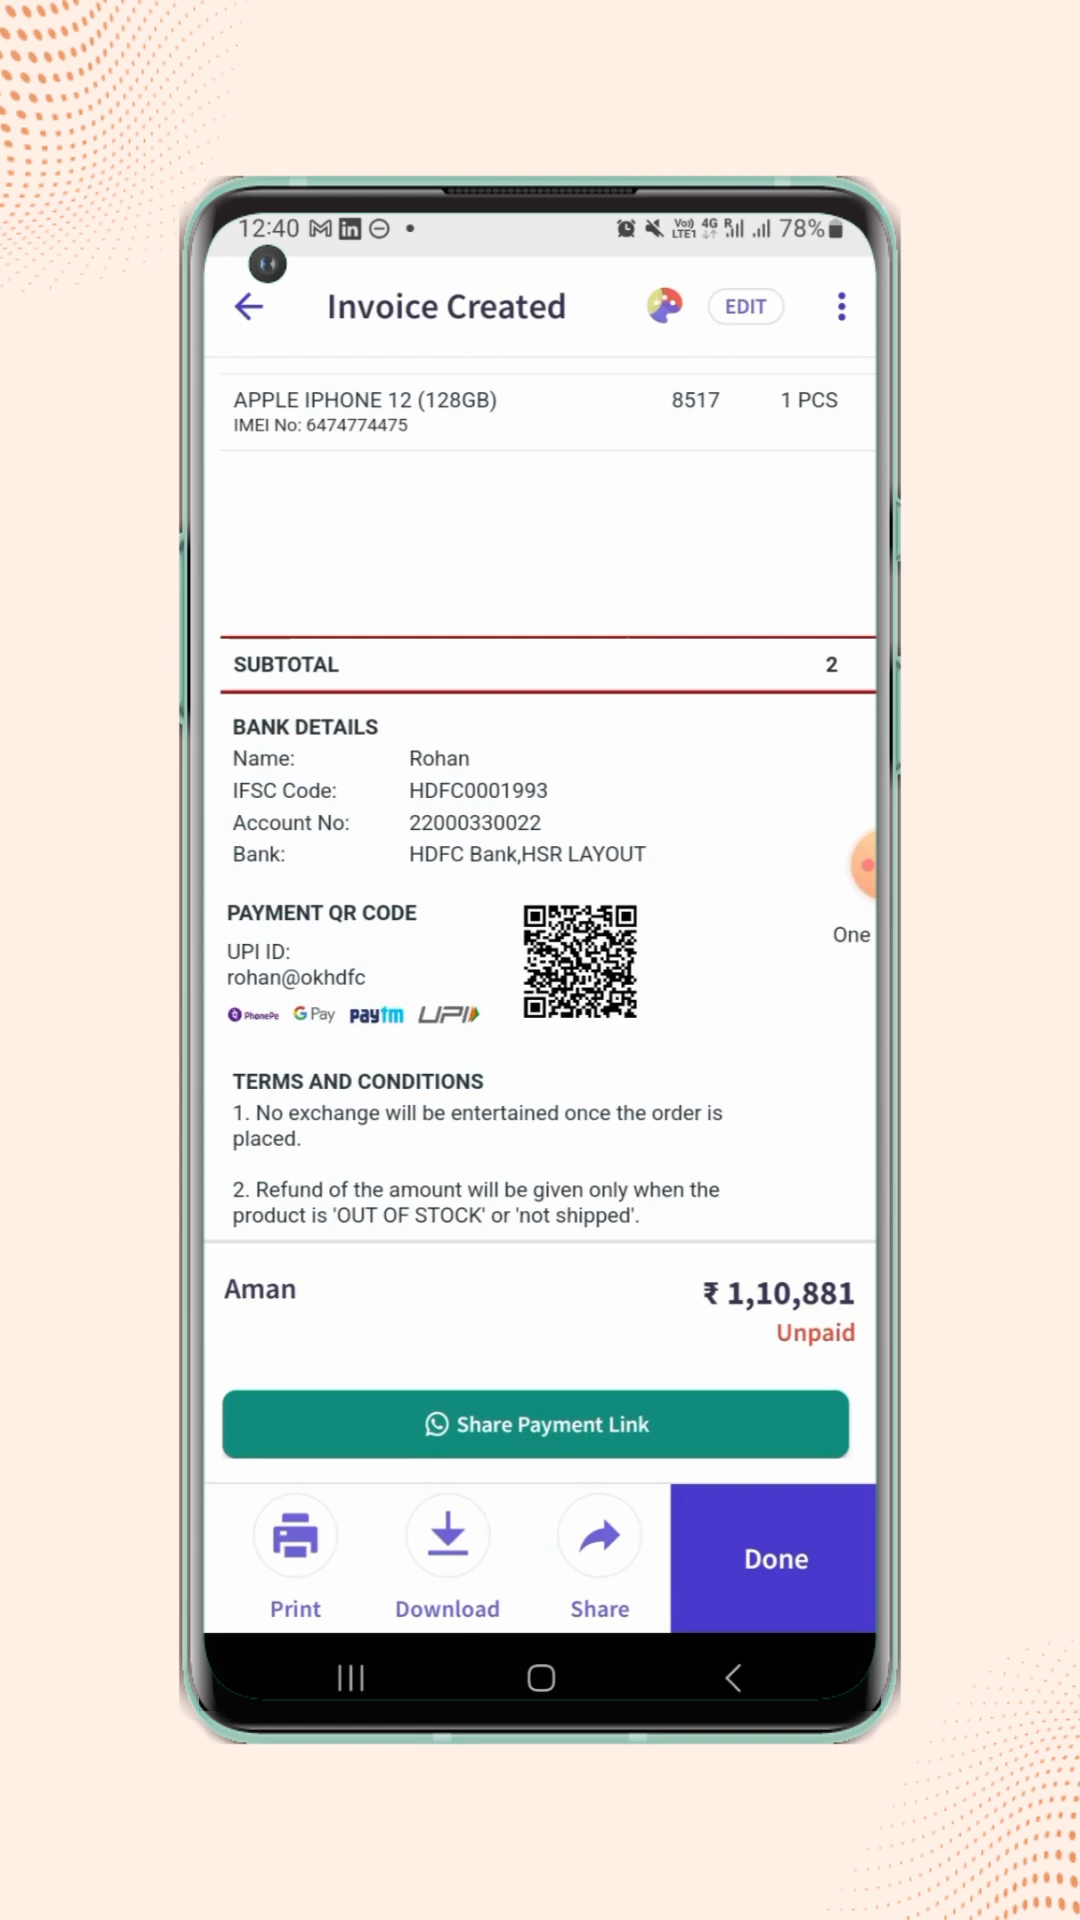 12:40 78%
Invoice Created EDIT
APPLE IPHONE 12 (128GB) 8517 1 PCS
IMEI No: 6474774475
SUBTOTAL 2
BANK DETAILS
Name: Rohan
IFSC Code: HDFC0001993
Account No: 22000330022
Bank: HDFC Bank,HSR LAYOUT
PAYMENT QR CODE
One
UPI ID:
rohan@okhdfc
PhonePe G Pay paytm UPI
TERMS AND CONDITIONS
1. No exchange will be entertained once the order is
placed.
2. Refund of the amount will be given only when the
product is 'OUT OF STOCK' or 'not shipped'.
Aman ₹ 1,10,881
Unpaid
Share Payment Link
Print Download Share Done